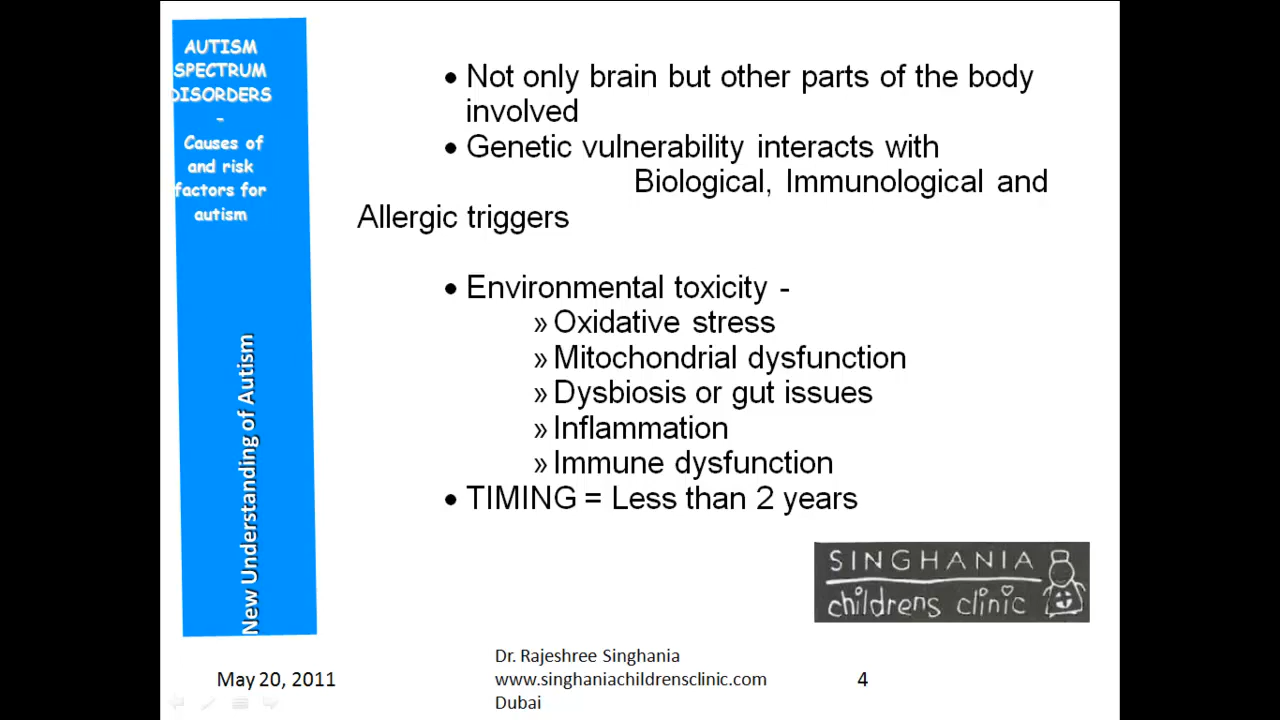 AUTISM
SPECTRUM
DISORDERS
-
Causes of
and risk
factors for
autism
New Understanding of Autism
• Not only brain but other parts of the body
involved
• Genetic vulnerability interacts with
Biological, Immunological and
Allergic triggers
• Environmental toxicity -
» Oxidative stress
» Mitochondrial dysfunction
» Dysbiosis or gut issues
» Inflammation
» Immune dysfunction
• TIMING = Less than 2 years
SINGHANIA
childrens clinic
May 20, 2011
Dr. Rajeshree Singhania
www.singhaniachildrensclinic.com
Dubai
4